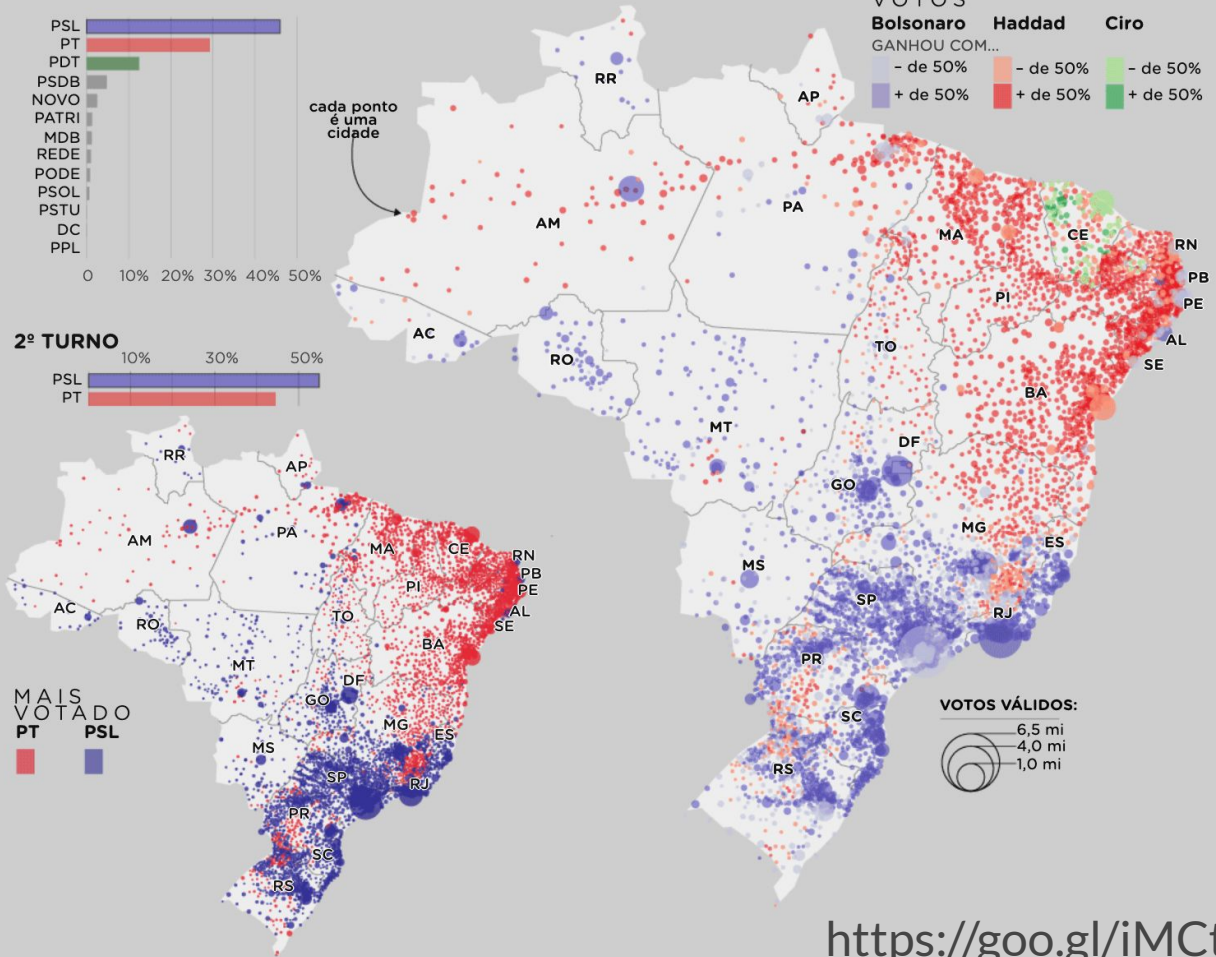 PSL
PT
PDT
PSDB
NOVO
PATRI
MDB
REDE
PODE
PSOL
PSTU
DC
PPL
0 10% 20% 30% 40% 50%
cada ponto
é uma
cidade
VOTOS
Bolsonaro Haddad Ciro
GANHOU COM...
- de 50% - de 50% - de 50%
+ de 50% + de 50% + de 50%
RR
AP
AM
PA
MA
CE
RN
PB
PE
AL
SE
PI
AC
RO
TO
BA
MT
DF
GO
MG
ES
MS
SP
RJ
PR
SC
RS
VOTOS VÁLIDOS:
6,5 mi
4,0 mi
1,0 mi
2º TURNO
10% 30% 50%
PSL
PT
RR
AP
AM
PA
MA
CE
RN
PB
PE
AL
SE
PI
AC
RO
TO
BA
MT
DF
GO
MG
ES
MS
SP
RJ
PR
SC
RS
MAIS
VOTADO
PT PSL